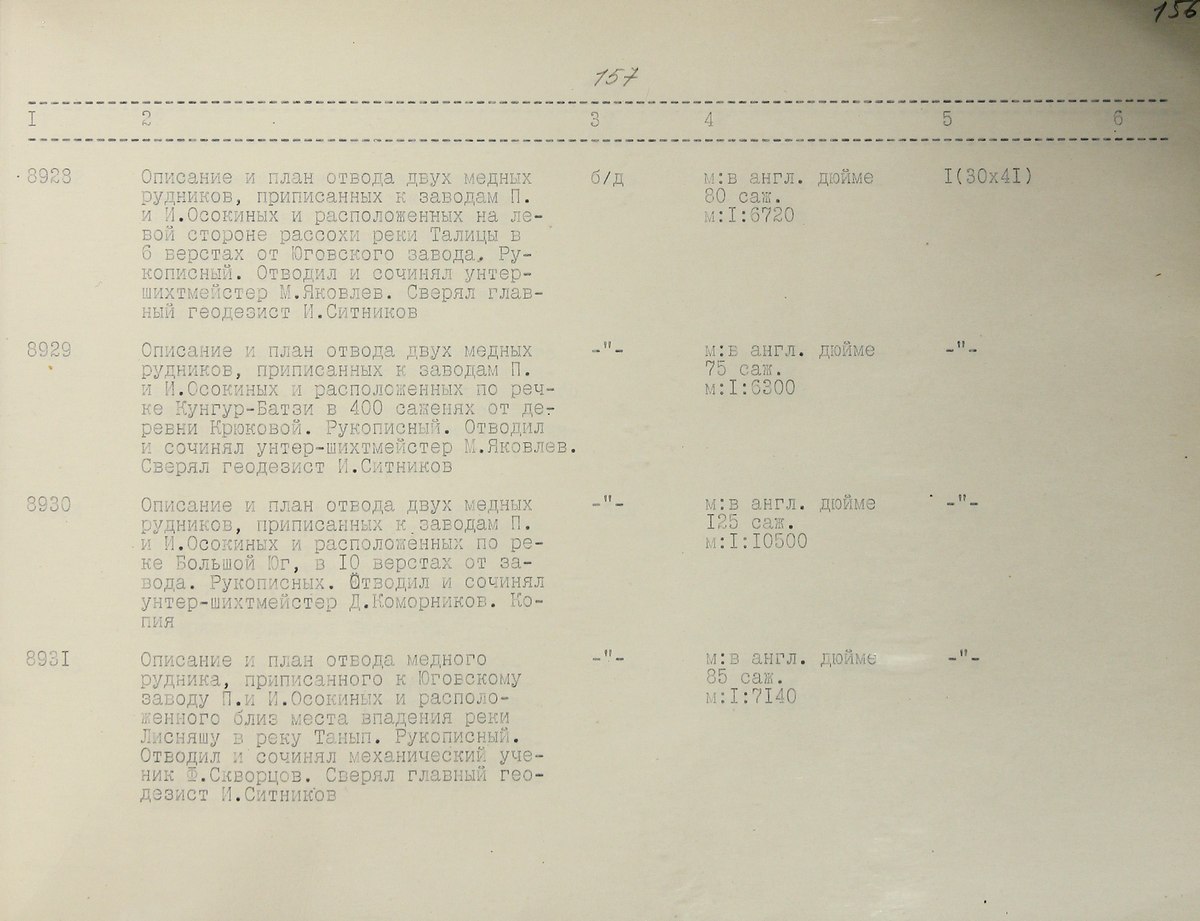 156
157
I 2 3 4 5 6
8928 Описание и план отвода двух медных б/д м:в англ. дюйме I(30х4I)
рудников, приписанных к заводам П. 80 саж.
и И.Осокиных и расположенных на ле- м:I:6720
вой стороне рассохи реки Талицы в
6 верстах от Юговского завода. Ру-
кописный. Отводил и сочинял унтер-
шихтмейстер М.Яковлев. Сверял глав-
ный геодезист И.Ситников
8929 Описание и план отвода двух медных -"- м:в англ. дюйме -"-
рудников, приписанных к заводам П. 75 саж.
и И.Осокиных и расположенных по реч- м:I:6300
ке Кунгур-Батзи в 400 саженях от де-
ревни Крюковой. Рукописный. Отводил
и сочинял унтер-шихтмейстер М.Яковлев.
Сверял геодезист И.Ситников
8930 Описание и план отвода двух медных -"- м:в англ. дюйме -"-
рудников, приписанных к заводам П. I25 саж.
и И.Осокиных и расположенных по ре- м:I:I0500
ке Большой Юг, в I0 верстах от за-
вода. Рукописных. Отводил и сочинял
унтер-шихтмейстер Д.Коморников. Ко-
пия
893I Описание и план отвода медного -"- м:в англ. дюйме -"-
рудника, приписанного к Юговскому 85 саж.
заводу П.и И.Осокиных и располо- м:I:7I40
женного близ места впадения реки
Лисняшу в реку Танып. Рукописный.
Отводил и сочинял механический уче-
ник Ф.Скворцов. Сверял главный гео-
дезист И.Ситников